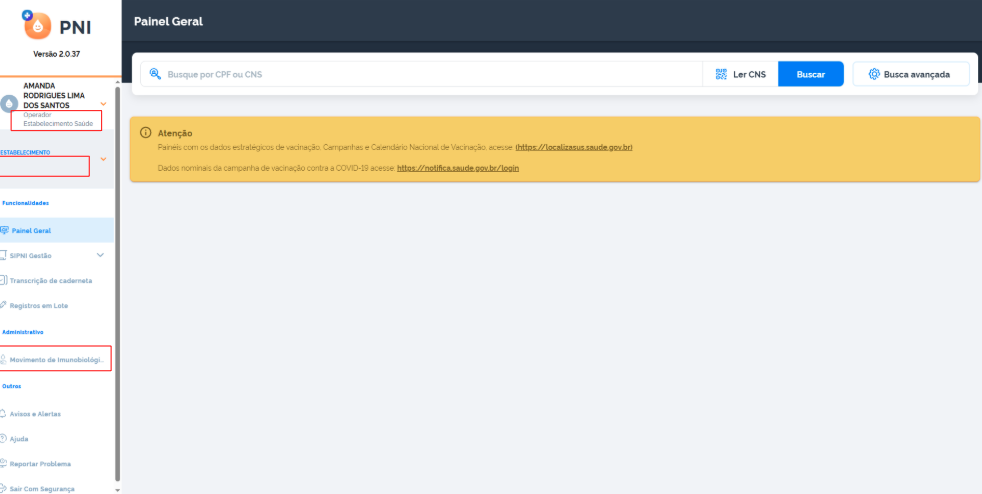 PNI
Versão 2.0.37
AMANDA
RODRIGUES LIMA
DOS SANTOS
Operador
Estabelecimento Saúde
ESTABELECIMENTO
Funcionalidades
Painel Geral
SIPNI Gestão
Transcrição de caderneta
Registros em Lote
Administrativo
Movimento de Imunobiológi...
Outros
Avisos e Alertas
Ajuda
Reportar Problema
Sair Com Segurança
Painel Geral
Busque por CPF ou CNS
Ler CNS
Buscar
Busca avançada
Atenção
Painéis com os dados estratégicos de vacinação, Campanhas e Calendário Nacional de Vacinação, acesse: (https://localizasus.saude.gov.br)
Dados nominais da campanha de vacinação contra a COVID-19 acesse: https://notifica.saude.gov.br/login